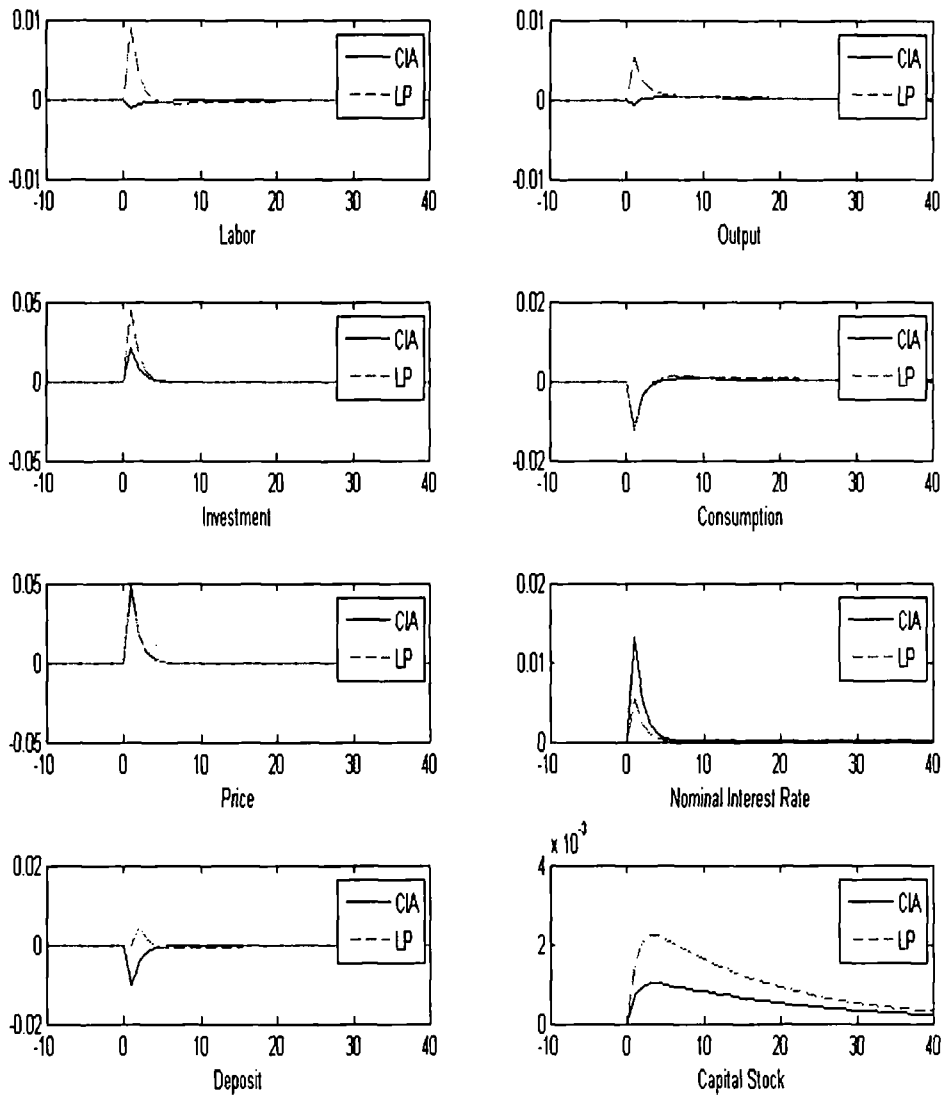 0.01
0
-0.01
-10 0 10 20 30 40
Labor
CIA
LP
0.01
0
-0.01
-10 0 10 20 30 40
Output
CIA
LP
0.05
0
-0.05
-10 0 10 20 30 40
Investment
CIA
LP
0.02
0
-0.02
-10 0 10 20 30 40
Consumption
CIA
LP
0.05
0
-0.05
-10 0 10 20 30 40
Price
CIA
LP
0.02
0.01
0
-10 0 10 20 30 40
Nominal Interest Rate
CIA
LP
0.02
0
-0.02
-10 0 10 20 30 40
Deposit
CIA
LP
x 10⁻³
4
2
0
-10 0 10 20 30 40
Capital Stock
CIA
LP